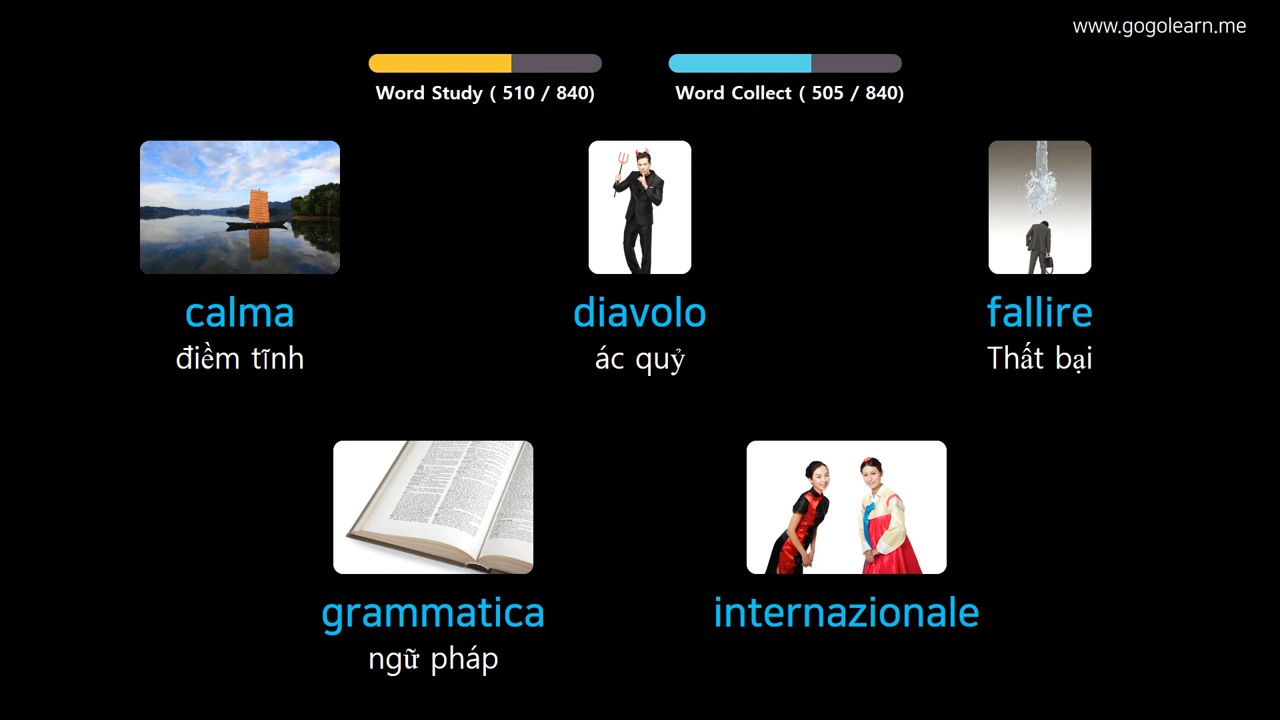 www.gogolearn.me
Word Study ( 510 / 840)
Word Collect ( 505 / 840)
calma
điềm tĩnh
diavolo
ác quỷ
fallire
Thất bại
grammatica
ngữ pháp
internazionale